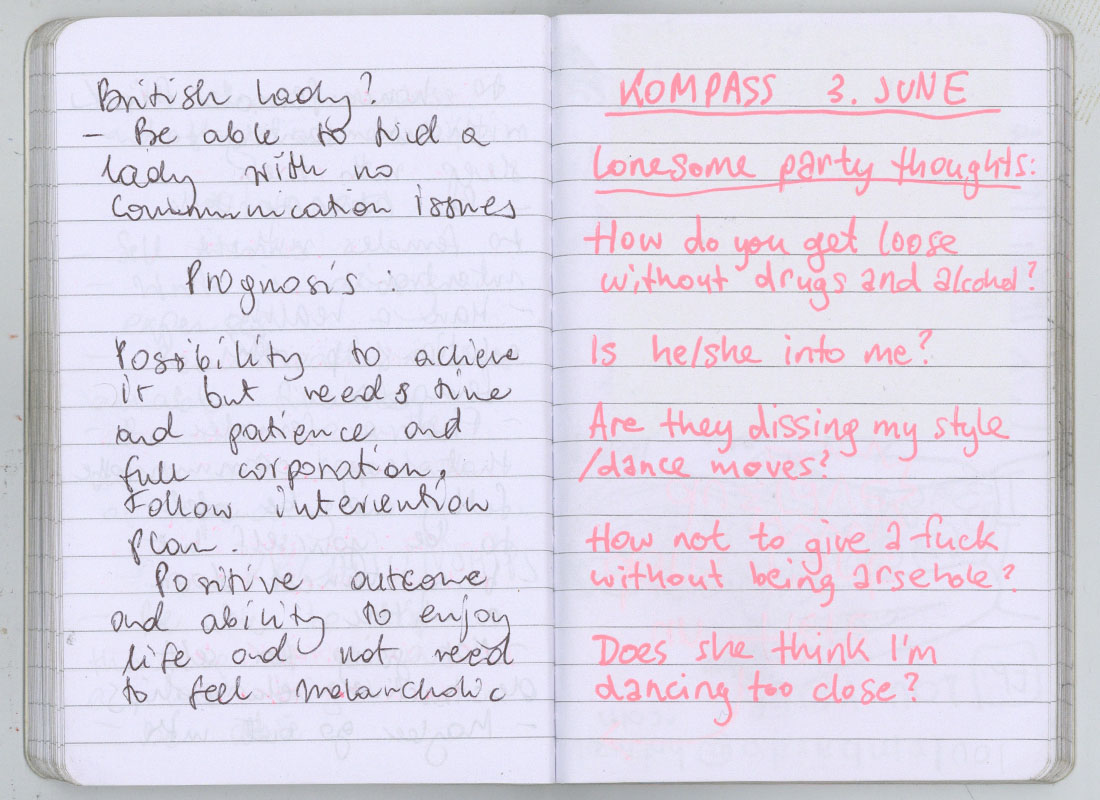 British lady?
– Be able to find a
lady with no
communication issues
Prognosis :
Possibility to achieve
it but needs time
and patience and
full corporation,
Follow intervention
plan.
Positive outcome
and ability to enjoy
life and not need
to feel melancholic
KOMPASS 3. JUNE
Lonesome party thoughts:
How do you get loose
without drugs and alcohol?
Is he/she into me?
Are they dissing my style
/dance moves?
How not to give a fuck
without being arsehole?
Does she think I'm
dancing too close?